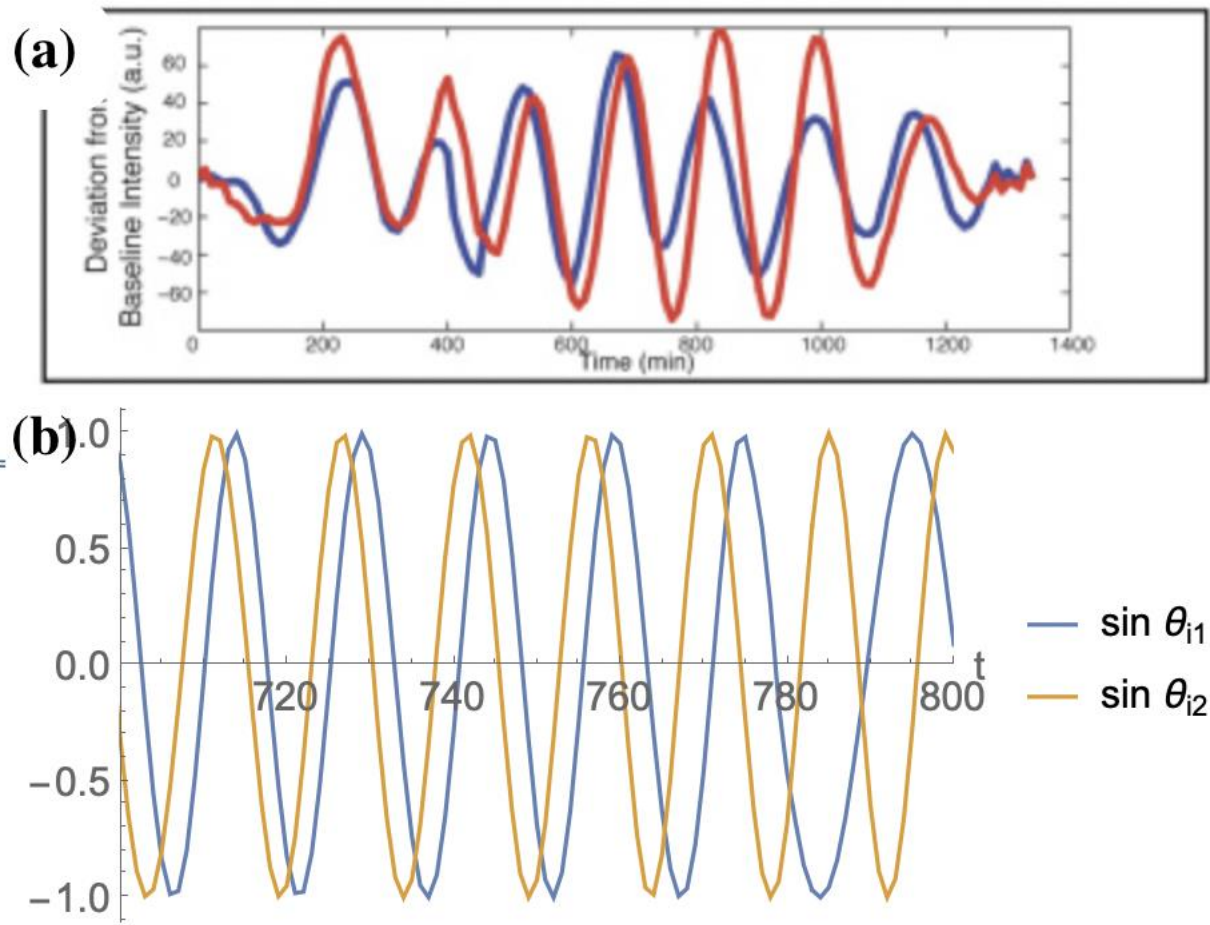 (a)
Deviation from
Baseline Intensity (a.u.)
60
40
20
0
−20
−40
−60
0 200 400 600 800 1000 1200 1400
Time (min)
(b)
1.0
0.5
0.0
−0.5
−1.0
720 740 760 780 800
t
sin θi1
sin θi2